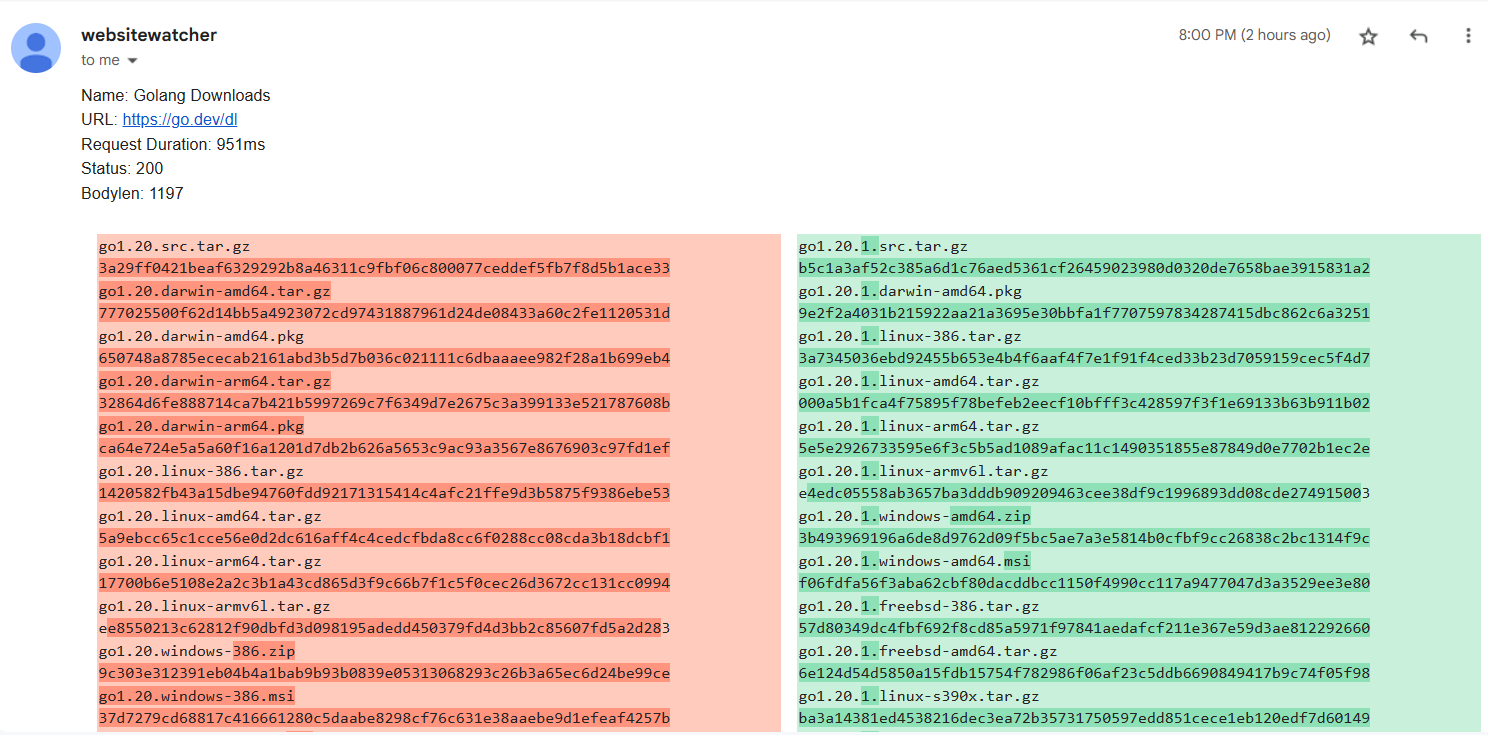 websitewatcher
8:00 PM (2 hours ago)
to me
Name: Golang Downloads
URL: https://go.dev/dl
Request Duration: 951ms
Status: 200
Bodylen: 1197
go1.20.src.tar.gz
3a29ff0421beaf6329292b8a46311c9fbf06c800077ceddef5fb7f8d5b1ace33
go1.20.darwin-amd64.tar.gz
777025500f62d14bb5a4923072cd97431887961d24de08433a60c2fe1120531d
go1.20.darwin-amd64.pkg
650748a8785ececab2161abd3b5d7b036c021111c6dbaaaee982f28a1b699eb4
go1.20.darwin-arm64.tar.gz
32864d6fe888714ca7b421b5997269c7f6349d7e2675c3a399133e521787608b
go1.20.darwin-arm64.pkg
ca64e724e5a5a60f16a1201d7db2b626a5653c9ac93a3567e8676903c97fd1ef
go1.20.linux-386.tar.gz
1420582fb43a15dbe94760fdd92171315414c4afc21ffe9d3b5875f9386ebe53
go1.20.linux-amd64.tar.gz
5a9ebcc65c1cce56e0d2dc616aff4c4cedcfbda8cc6f0288cc08cda3b18dcbf1
go1.20.linux-arm64.tar.gz
17700b6e5108e2a2c3b1a43cd865d3f9c66b7f1c5f0cec26d3672cc131cc0994
go1.20.linux-armv6l.tar.gz
ee8550213c62812f90dbfd3d098195adedd450379fd4d3bb2c85607fd5a2d283
go1.20.windows-386.zip
9c303e312391eb04b4a1bab9b93b0839e05313068293c26b3a65ec6d24be99ce
go1.20.windows-386.msi
37d7279cd68817c416661280c5daabe8298cf76c631e38aaebe9d1efeaf4257b
go1.20.1.src.tar.gz
b5c1a3af52c385a6d1c76aed5361cf26459023980d0320de7658bae3915831a2
go1.20.1.darwin-amd64.pkg
9e2f2a4031b215922aa21a3695e30bbfa1f7707597834287415dbc862c6a3251
go1.20.1.linux-386.tar.gz
3a7345036ebd92455b653e4b4f6aaf4f7e1f91f4ced33b23d7059159cec5f4d7
go1.20.1.linux-amd64.tar.gz
000a5b1fca4f75895f78befeb2eecf10bfff3c428597f3f1e69133b63b911b02
go1.20.1.linux-arm64.tar.gz
5e5e2926733595e6f3c5b5ad1089afac11c1490351855e87849d0e7702b1ec2e
go1.20.1.linux-armv6l.tar.gz
e4edc05558ab3657ba3dddb909209463cee38df9c1996893dd08cde274915003
go1.20.1.windows-amd64.zip
3b493969196a6de8d9762d09f5bc5ae7a3e5814b0cfbf9cc26838c2bc1314f9c
go1.20.1.windows-amd64.msi
f06fdfa56f3aba62cbf80dacddbcc1150f4990cc117a9477047d3a3529ee3e80
go1.20.1.freebsd-386.tar.gz
57d80349dc4fbf692f8cd85a5971f97841aedafcf211e367e59d3ae812292660
go1.20.1.freebsd-amd64.tar.gz
6e124d54d5850a15fdb15754f782986f06af23c5ddb6690849417b9c74f05f98
go1.20.1.linux-s390x.tar.gz
ba3a14381ed4538216dec3ea72b35731750597edd851cece1eb120edf7d60149